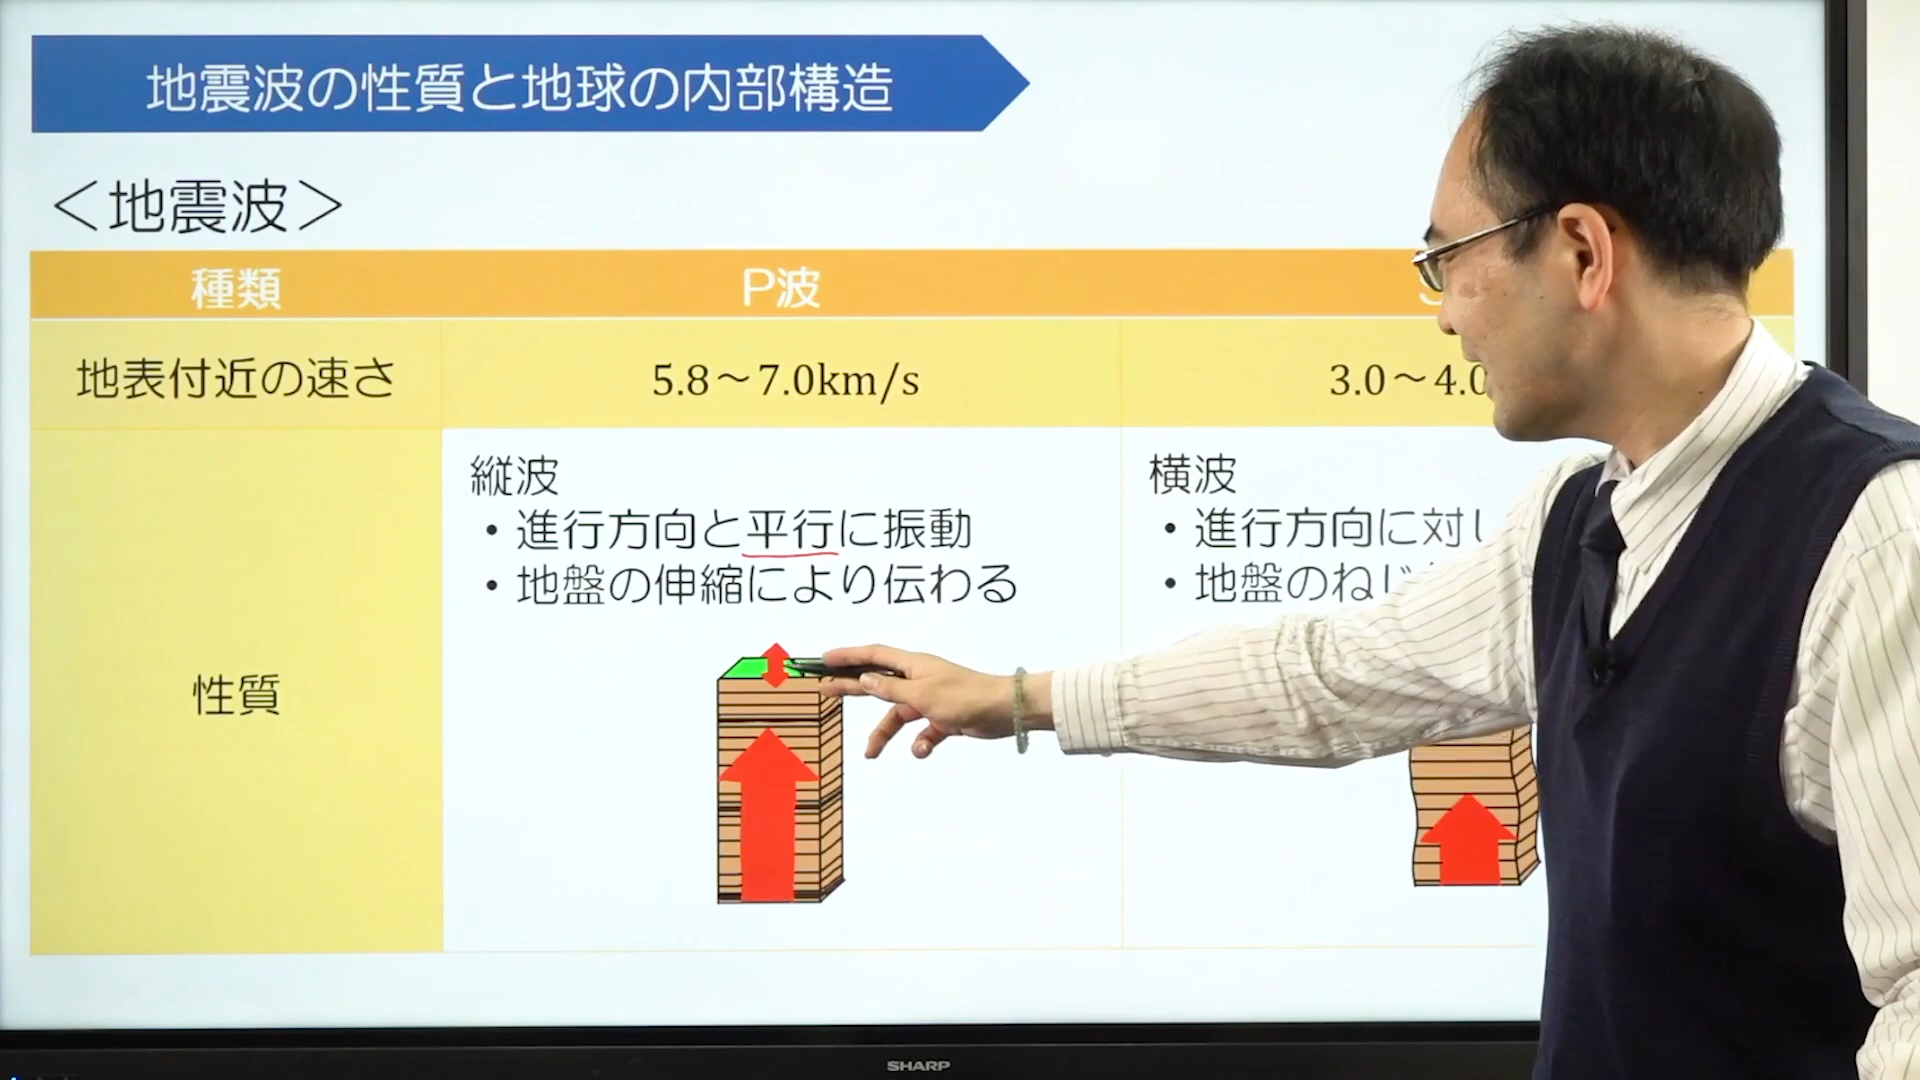 地震波の性質と地球の内部構造
＜地震波＞
種類
P波
地表付近の速さ
5.8～7.0km/s
3.0～4.0
性質
縦波
・進行方向と平行に振動
・地盤の伸縮により伝わる
横波
・進行方向に対し
・地盤のねじ
SHARP